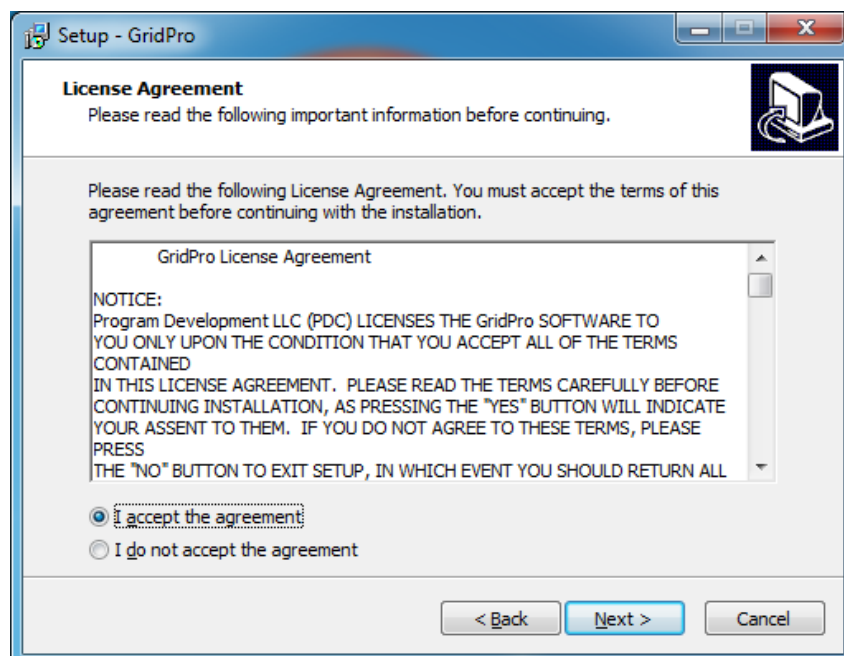 Setup - GridPro
License Agreement
Please read the following important information before continuing.
Please read the following License Agreement. You must accept the terms of this
agreement before continuing with the installation.
GridPro License Agreement
NOTICE:
Program Development LLC (PDC) LICENSES THE GridPro SOFTWARE TO
YOU ONLY UPON THE CONDITION THAT YOU ACCEPT ALL OF THE TERMS
CONTAINED
IN THIS LICENSE AGREEMENT.  PLEASE READ THE TERMS CAREFULLY BEFORE
CONTINUING INSTALLATION, AS PRESSING THE "YES" BUTTON WILL INDICATE
YOUR ASSENT TO THEM.  IF YOU DO NOT AGREE TO THESE TERMS, PLEASE
PRESS
THE "NO" BUTTON TO EXIT SETUP, IN WHICH EVENT YOU SHOULD RETURN ALL
I accept the agreement
I do not accept the agreement
< Back Next > Cancel